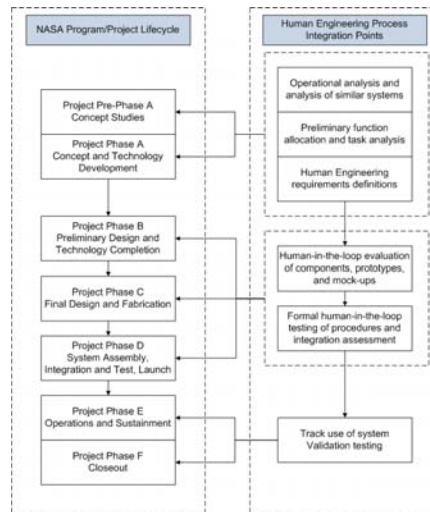 NASA Program/Project Lifecycle
Project Pre-Phase A
Concept Studies
Project Phase A
Concept and Technology
Development
Project Phase B
Preliminary Design and
Technology Completion
Project Phase C
Final Design and Fabrication
Project Phase D
System Assembly,
Integration and Test, Launch
Project Phase E
Operations and Sustainment
Project Phase F
Closeout
Human Engineering Process
Integration Points
Operational analysis and
analysis of similar systems
Preliminary function
allocation and task analysis
Human Engineering
requirements definitions
Human-in-the-loop evaluation
of components, prototypes,
and mock-ups
Formal human-in-the-loop
testing of procedures and
integration assessment
Track use of system
Validation testing